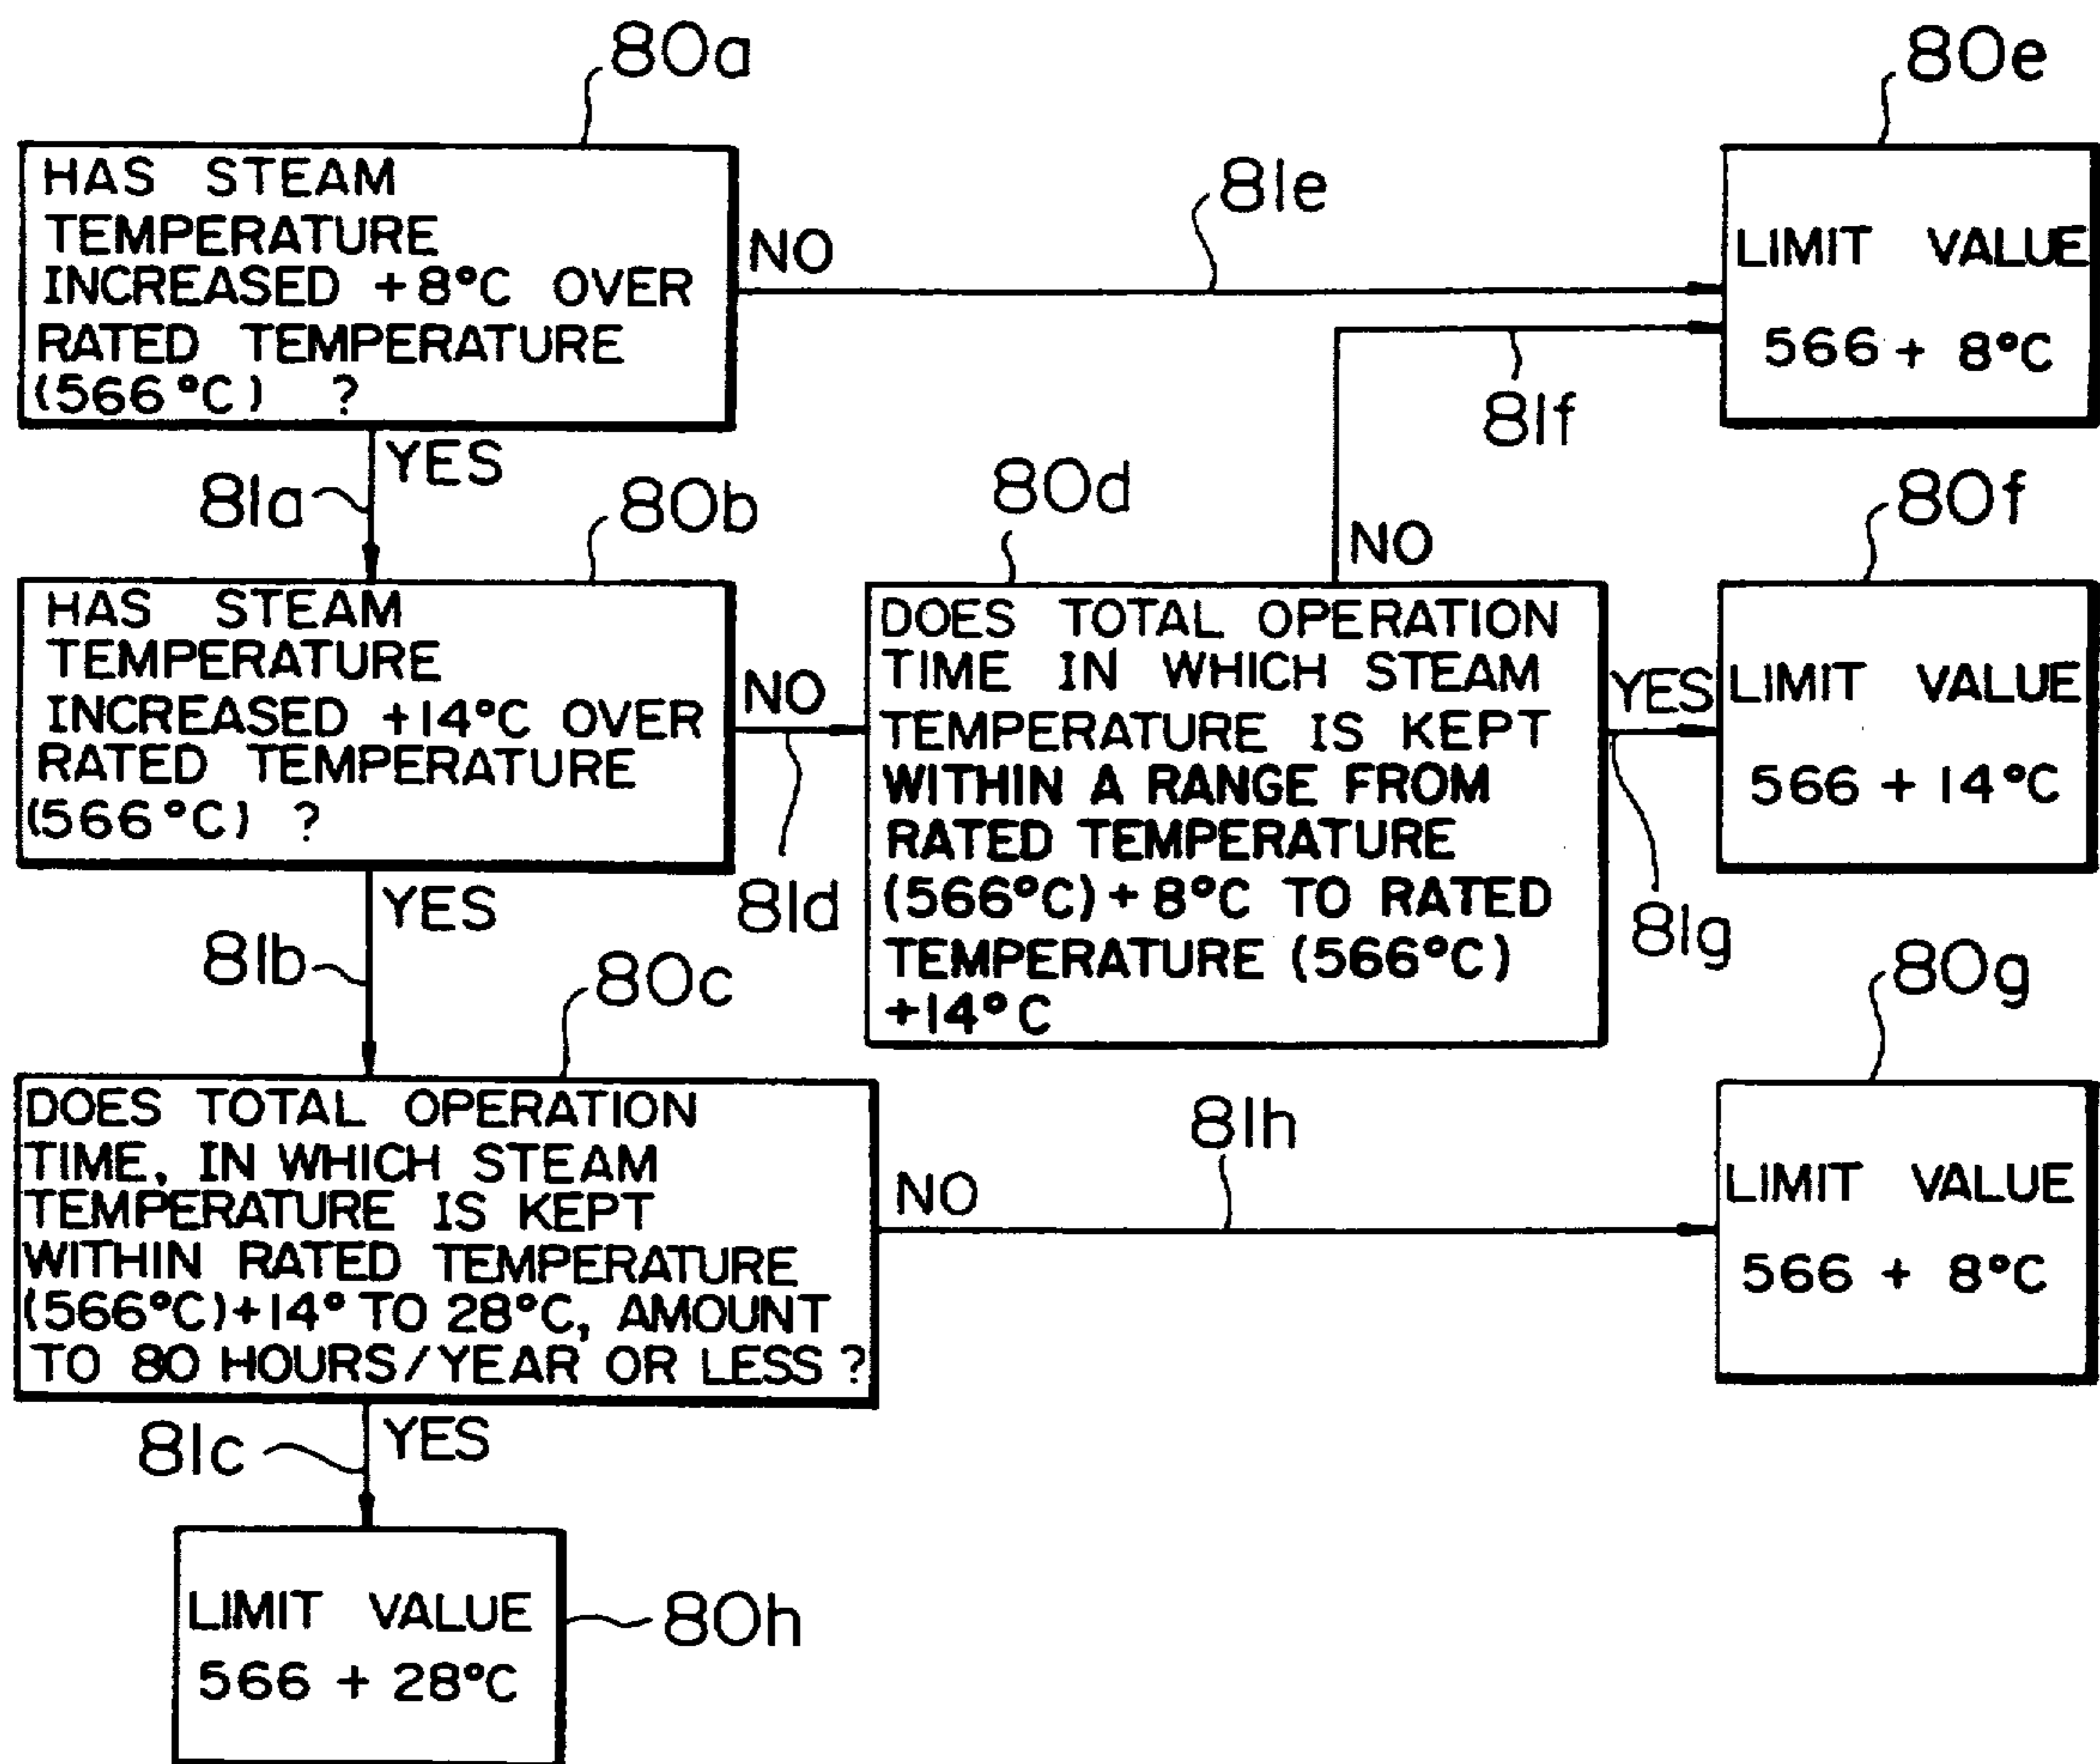 80a
80e
HAS STEAM
TEMPERATURE
INCREASED +8°C OVER
RATED TEMPERATURE
(566°C) ?
NO
81e
LIMIT VALUE
566 + 8°C
81f
YES
81a
80b
80d
NO
80f
HAS STEAM
TEMPERATURE
INCREASED +14°C OVER
RATED TEMPERATURE
(566°C) ?
NO
81d
DOES TOTAL OPERATION
TIME IN WHICH STEAM
TEMPERATURE IS KEPT
WITHIN A RANGE FROM
RATED TEMPERATURE
(566°C)+8°C TO RATED
TEMPERATURE (566°C)
+14°C
YES
81g
LIMIT VALUE
566 + 14°C
YES
81b
80c
80g
DOES TOTAL OPERATION
TIME, IN WHICH STEAM
TEMPERATURE IS KEPT
WITHIN RATED TEMPERATURE
(566°C)+14° TO 28°C, AMOUNT
TO 80 HOURS/YEAR OR LESS ?
NO
81h
LIMIT VALUE
566 + 8°C
YES
81c
LIMIT VALUE
566 + 28°C
80h